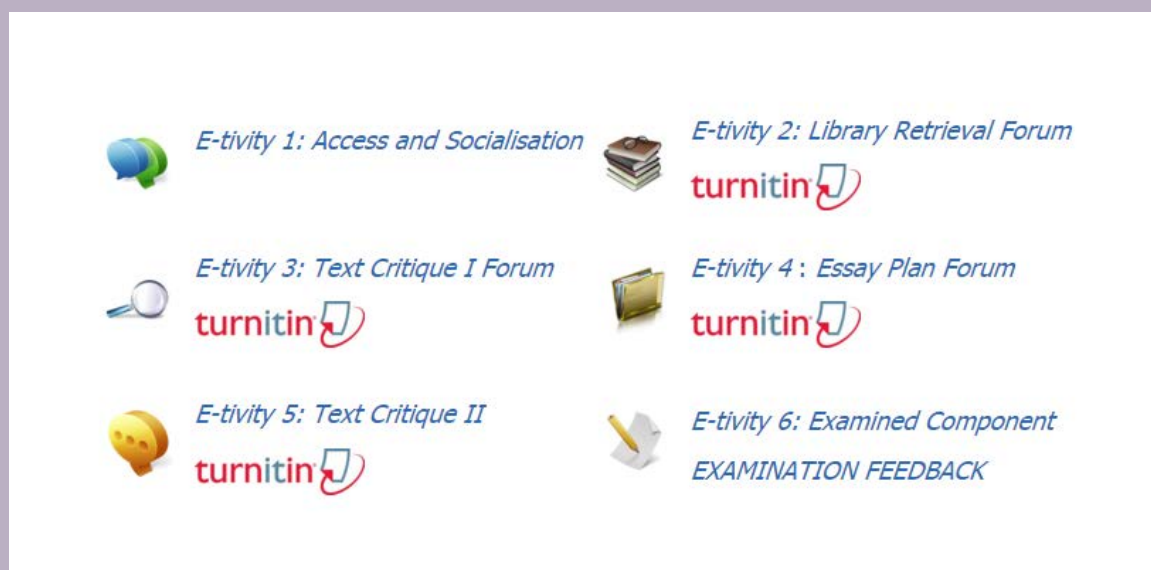 E-tivity 1: Access and Socialisation
E-tivity 2: Library Retrieval Forum
turnitin
E-tivity 3: Text Critique I Forum
turnitin
E-tivity 4 : Essay Plan Forum
turnitin
E-tivity 5: Text Critique II
turnitin
E-tivity 6: Examined Component
EXAMINATION FEEDBACK